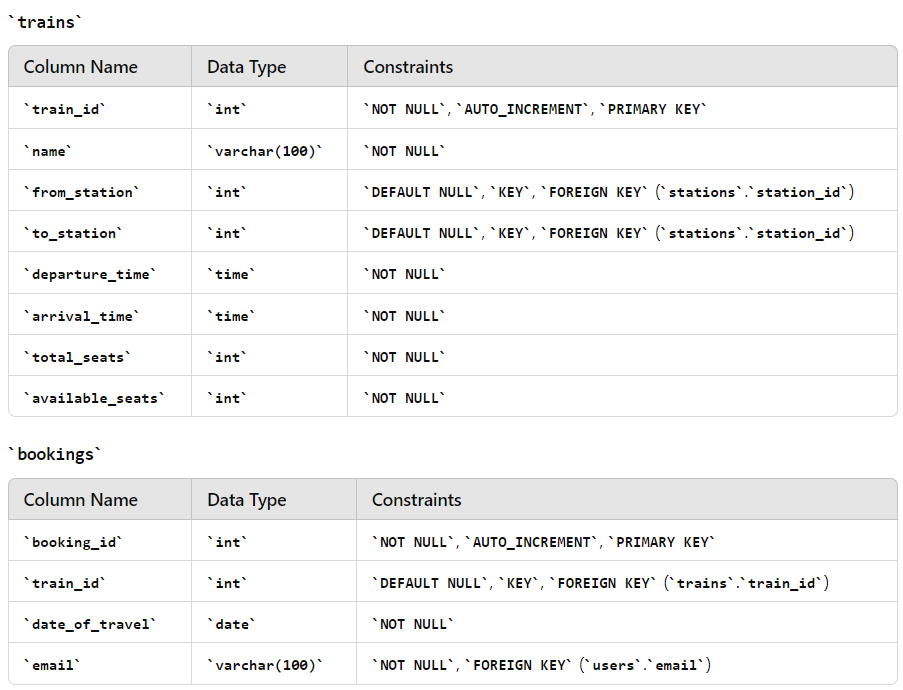 `trains`
Column Name Data Type Constraints
`train_id` `int` `NOT NULL`, `AUTO_INCREMENT`, `PRIMARY KEY`
`name` `varchar(100)` `NOT NULL`
`from_station` `int` `DEFAULT NULL`, `KEY`, `FOREIGN KEY` (`stations`.`station_id`)
`to_station` `int` `DEFAULT NULL`, `KEY`, `FOREIGN KEY` (`stations`.`station_id`)
`departure_time` `time` `NOT NULL`
`arrival_time` `time` `NOT NULL`
`total_seats` `int` `NOT NULL`
`available_seats` `int` `NOT NULL`
`bookings`
Column Name Data Type Constraints
`booking_id` `int` `NOT NULL`, `AUTO_INCREMENT`, `PRIMARY KEY`
`train_id` `int` `DEFAULT NULL`, `KEY`, `FOREIGN KEY` (`trains`.`train_id`)
`date_of_travel` `date` `NOT NULL`
`email` `varchar(100)` `NOT NULL`, `FOREIGN KEY` (`users`.`email`)